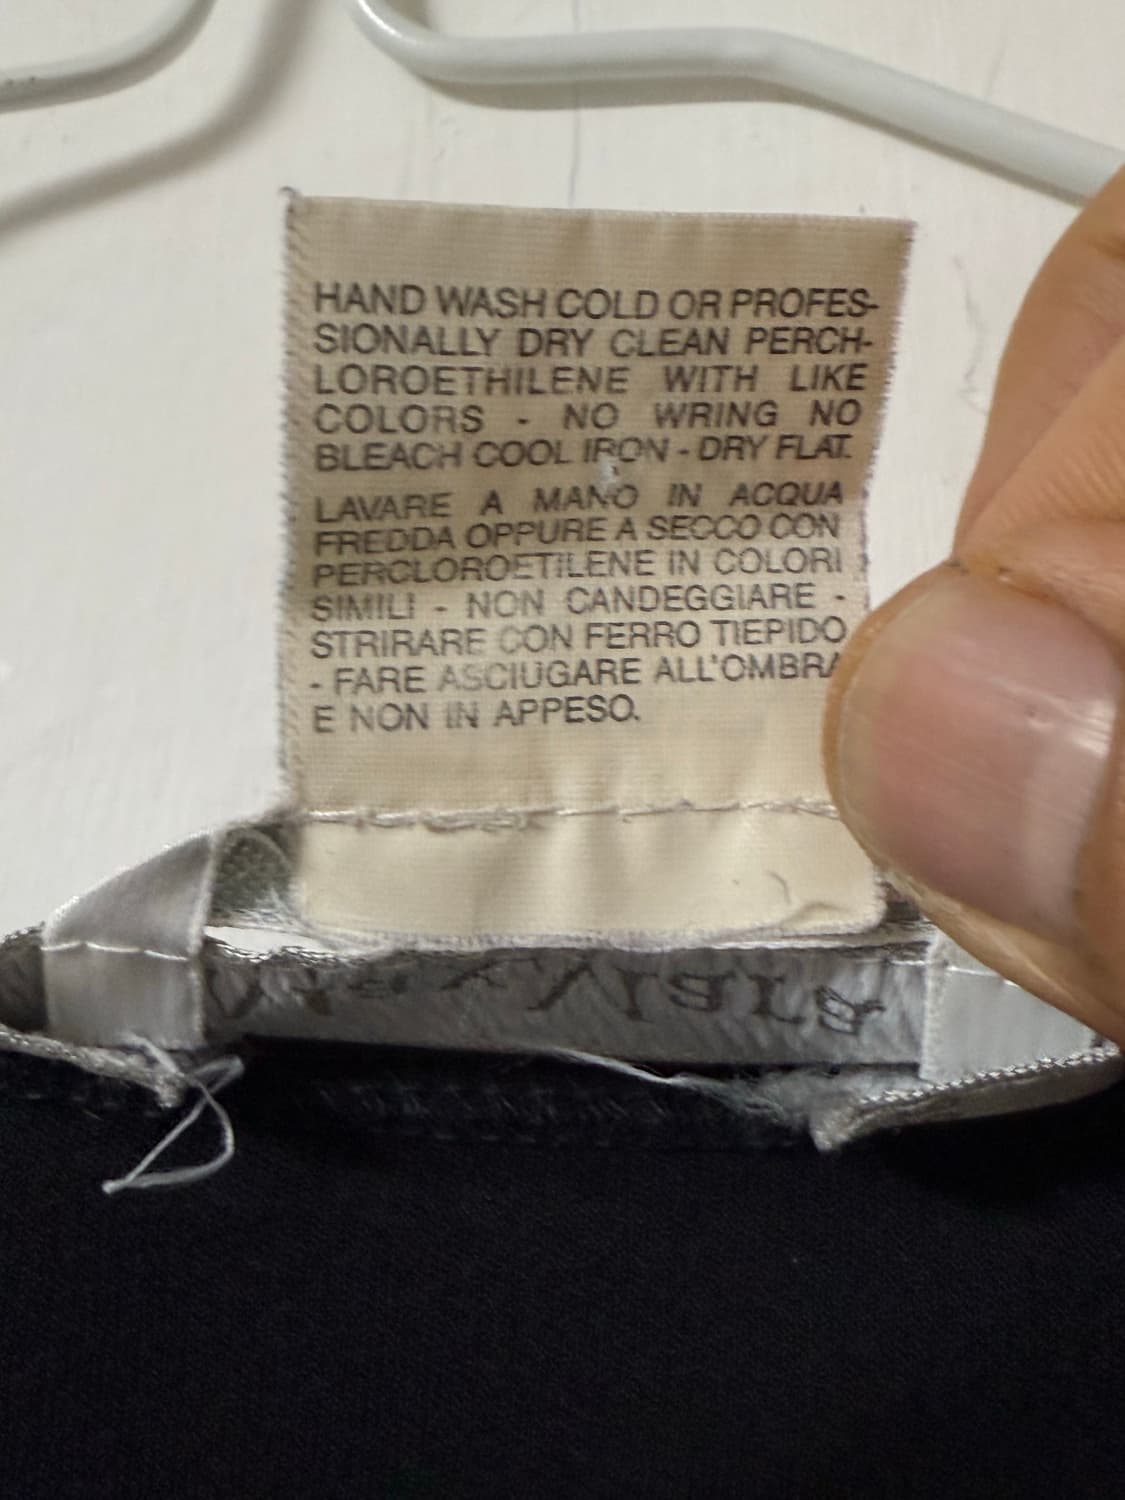 HAND WASH COLD OR PROFES-
SIONALLY DRY CLEAN PERCH-
LOROETHILENE WITH LIKE
COLORS - NO WRING NO
BLEACH COOL IRON - DRY FLAT.
LAVARE A MANO IN ACQUA
FREDDA OPPURE A SECCO CON
PERCLOROETILENE IN COLORI
SIMILI - NON CANDEGGIARE -
STRIRARE CON FERRO TIEPIDO
- FARE ASCIUGARE ALL'OMBRA
E NON IN APPESO.
MaxMara